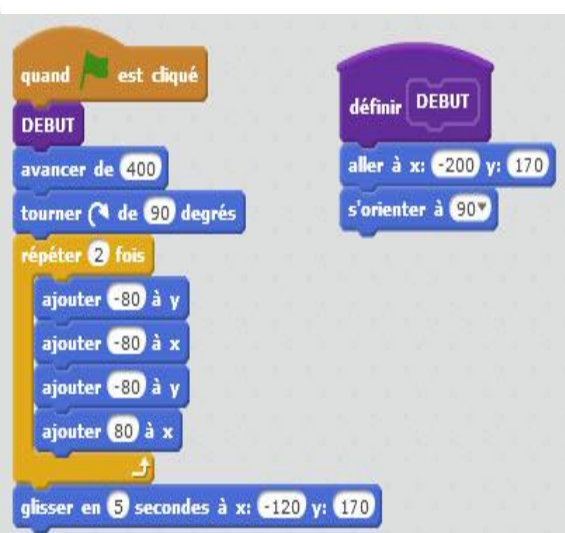 quand est cliqué
DEBUT
avancer de 400
tourner de 90 degrés
répéter 2 fois
ajouter -80 à y
ajouter -80 à x
ajouter -80 à y
ajouter 80 à x
glisser en 5 secondes à x: -120 y: 170
définir DEBUT
aller à x: -200 y: 170
s'orienter à 90